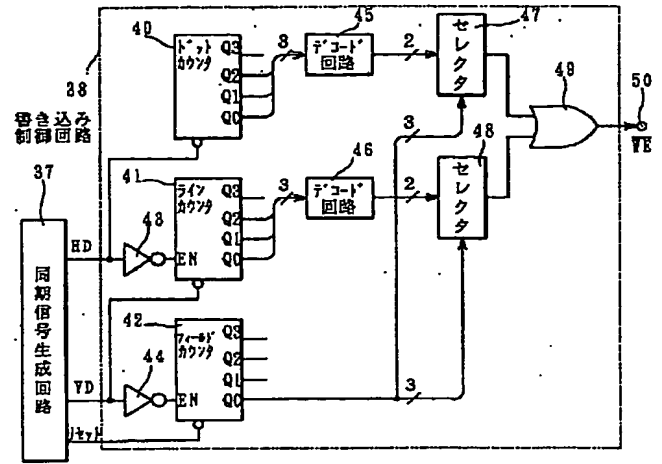 40
ドット
カウンタ
Q3
Q2
Q1
Q0
3
45
デコード
回路
2
47
セレクタ
49
50
WE
38
書き込み
制御回路
3
48
セレクタ
41
ライン
カウンタ
Q3
Q2
Q1
Q0
EN
3
46
デコード
回路
2
37
HD
43
同期信号生成回路
42
フィールド
カウンタ
Q3
Q2
Q1
Q0
EN
3
VD
44
リセット